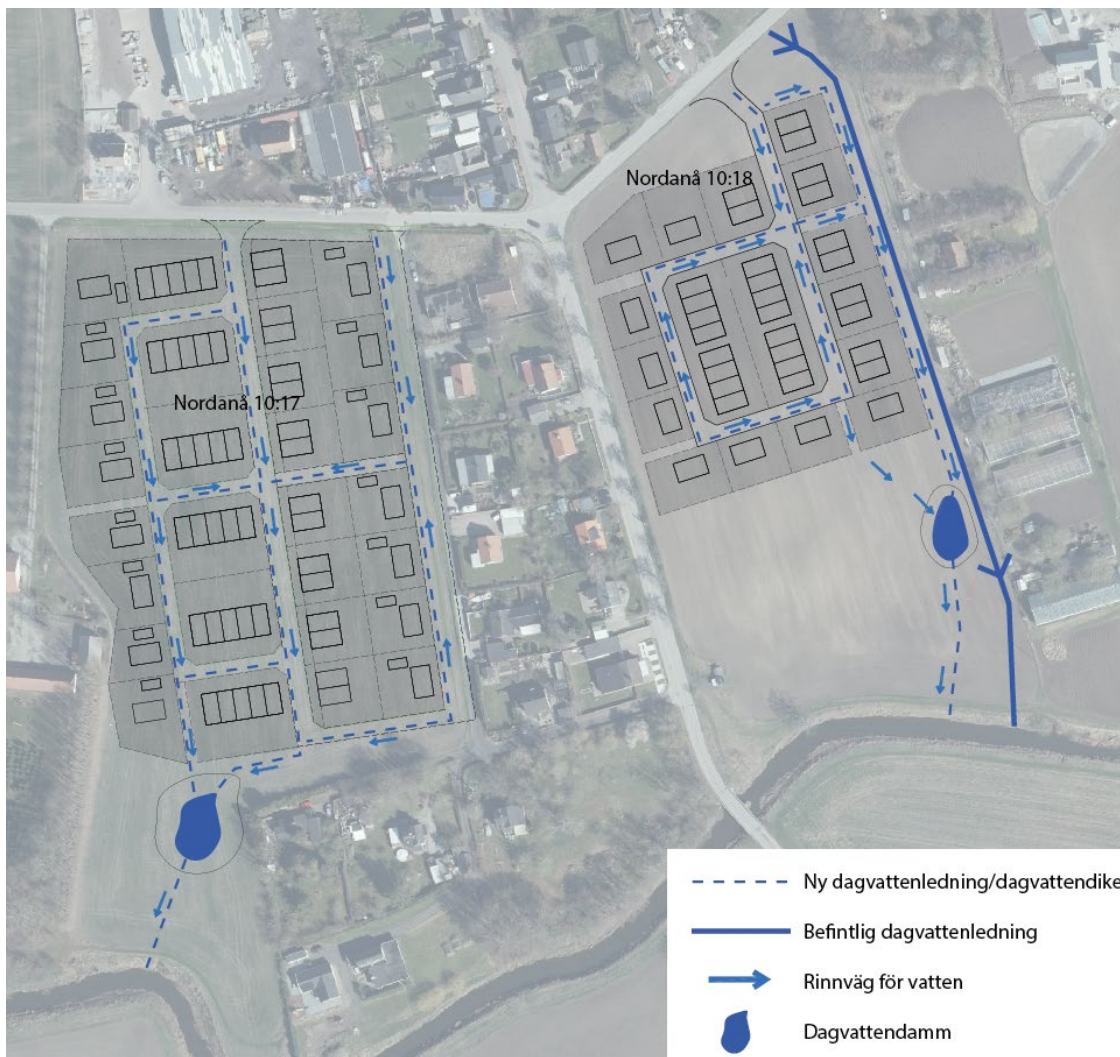 Nordanå 10:18
Nordanå 10:17
Ny dagvattenledning/dagvattendike
Befintlig dagvattenledning
Rinnväg för vatten
Dagvattendamm